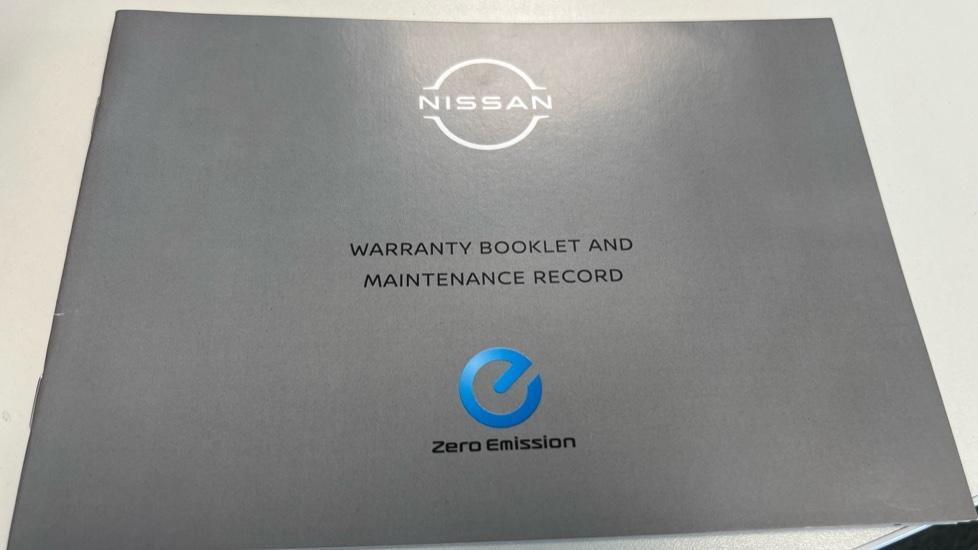 NISSAN
WARRANTY BOOKLET AND
MAINTENANCE RECORD
Zero Emission